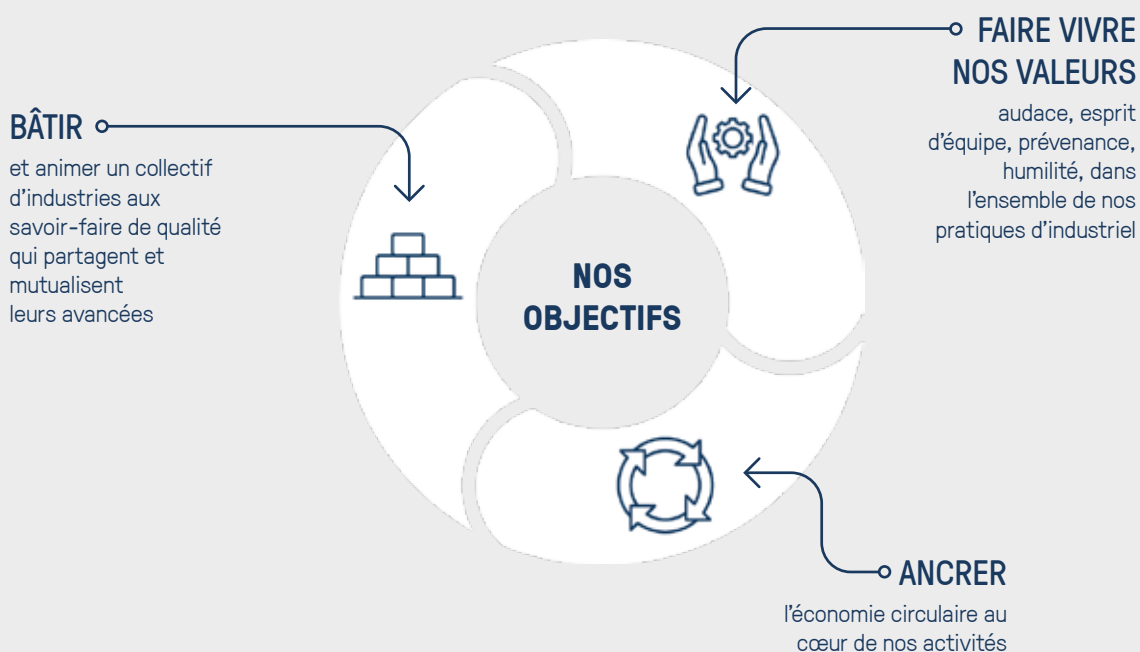 FAIRE VIVRE
NOS VALEURS
audace, esprit
d'équipe, prévenance,
humilité, dans
l'ensemble de nos
pratiques d'industriel
BÂTIR
et animer un collectif
d'industries aux
savoir-faire de qualité
qui partagent et
mutualisent
leurs avancées
NOS
OBJECTIFS
ANCRER
l'économie circulaire au
cœur de nos activités